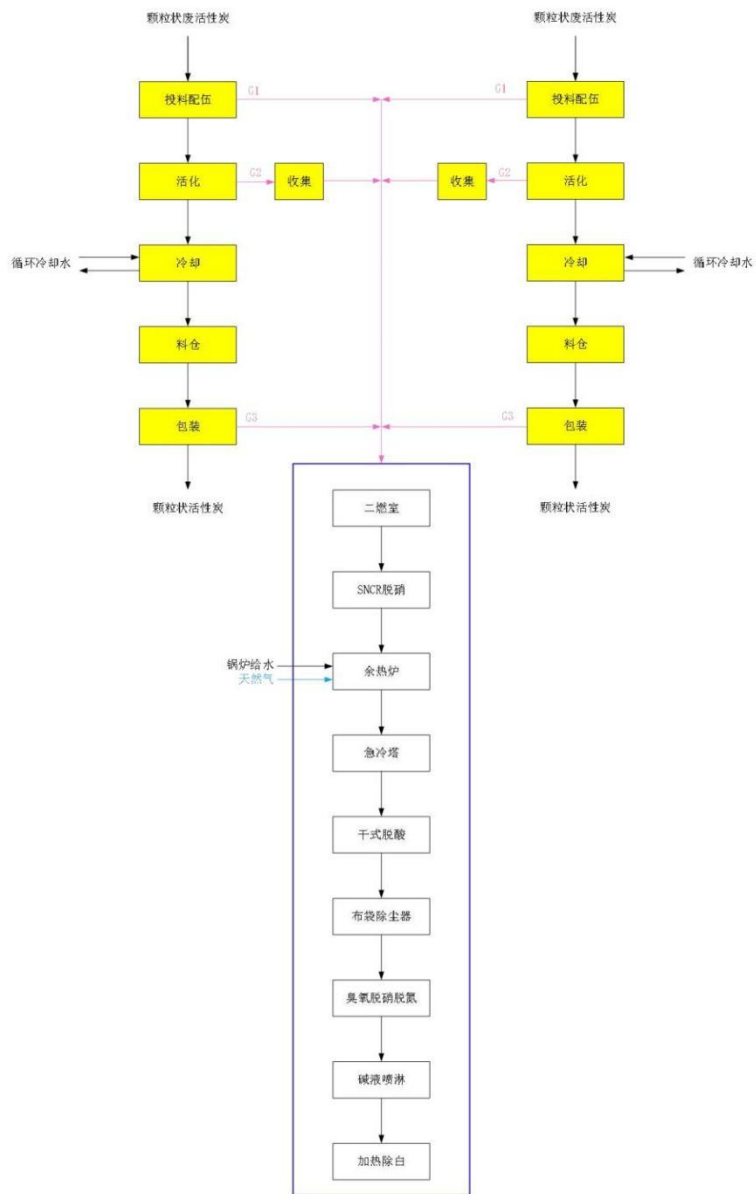 颗粒状废活性炭
颗粒状废活性炭
投料配伍
G1
G1
投料配伍
活化
G2
收集
收集
G2
活化
循环冷却水
冷却
冷却
循环冷却水
料仓
料仓
包装
G3
G3
包装
颗粒状活性炭
颗粒状活性炭
二燃室
SNCR脱硝
锅炉给水
天然气
余热炉
急冷塔
干式脱酸
布袋除尘器
臭氧脱硝脱氮
碱液喷淋
加热除白